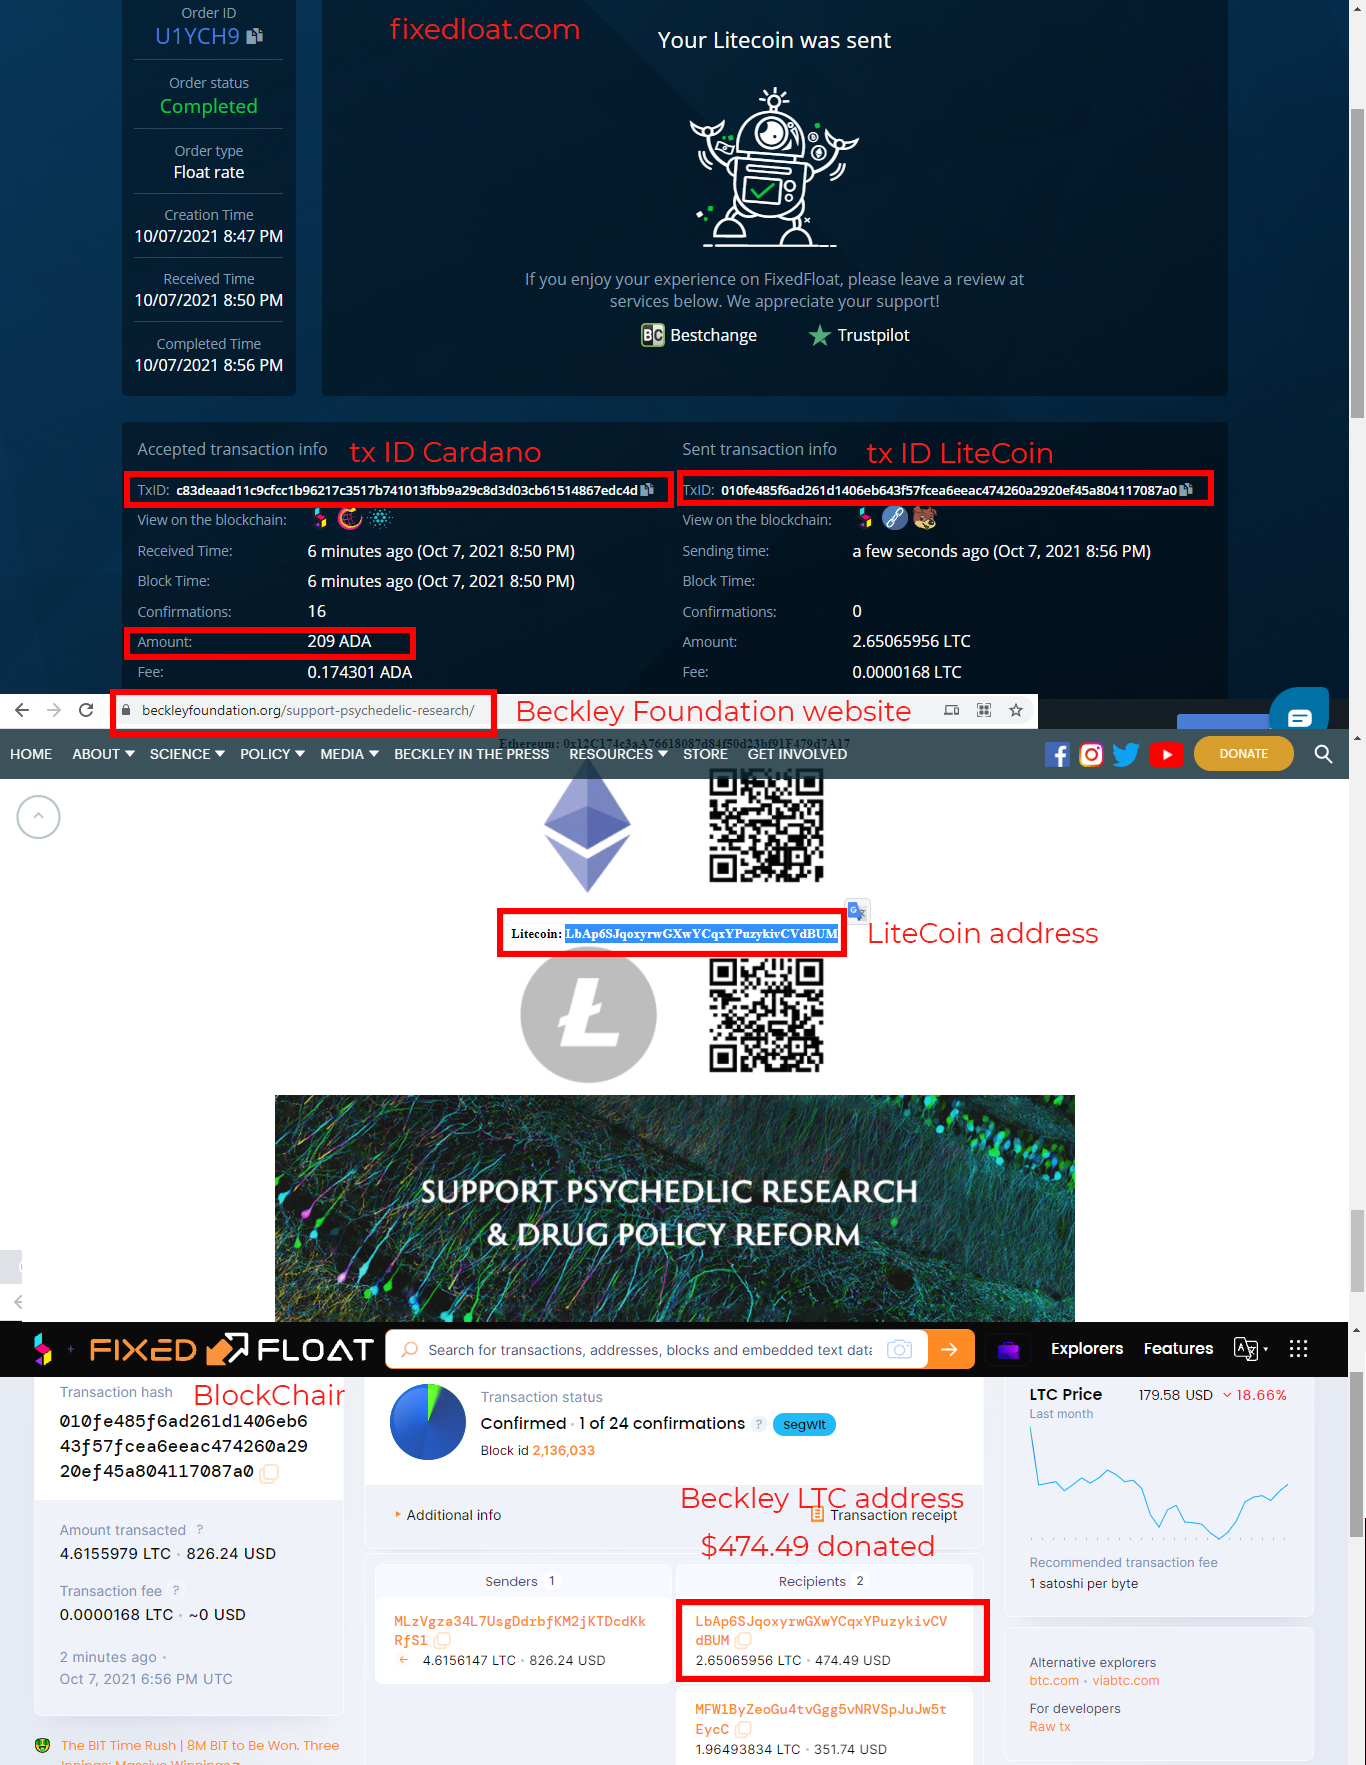 Order ID
U1YCH9
Order status
Completed
Order type
Float rate
Creation Time
10/07/2021 8:47 PM
Received Time
10/07/2021 8:50 PM
Completed Time
10/07/2021 8:56 PM
fixedloat.com
Your Litecoin was sent
If you enjoy your experience on FixedFloat, please leave a review at
services below. We appreciate your support!
BC Bestchange
Trustpilot
Accepted transaction info
tx ID Cardano
TxID: c83deaad11c9cfcc1b96217c3517b741013fbb9a29c8d3d03cb61514867edc4d
View on the blockchain:
Received Time: 6 minutes ago (Oct 7, 2021 8:50 PM)
Block Time: 6 minutes ago (Oct 7, 2021 8:50 PM)
Confirmations: 16
Amount: 209 ADA
Fee: 0.174301 ADA
Sent transaction info
tx ID LiteCoin
TxID: 010fe485f6ad261d1406eb643f57fcea6eeac474260a2920ef45a804117087a0
View on the blockchain:
Sending time: a few seconds ago (Oct 7, 2021 8:56 PM)
Block Time:
Confirmations: 0
Amount: 2.65065956 LTC
Fee: 0.0000168 LTC
beckleyfoundation.org/support-psychedelic-research/
Beckley Foundation website
HOME ABOUT SCIENCE POLICY MEDIA BECKLEY IN THE PRESS RESOURCES STORE GET INVOLVED
DONATE
Litecoin: LbAp6SJqoxyrwGXwYCqxYPuzykivCVdBUM
LiteCoin address
SUPPORT PSYCHEDLIC RESEARCH
& DRUG POLICY REFORM
FIXED FLOAT
Search for transactions, addresses, blocks and embedded text data
Explorers Features
Transaction hash
BlockChair
010fe485f6ad261d1406eb6
43f57fcea6eeac474260a29
20ef45a804117087a0
Amount transacted ?
4.6155979 LTC · 826.24 USD
Transaction fee ?
0.0000168 LTC · ~0 USD
2 minutes ago ·
Oct 7, 2021 6:56 PM UTC
The BIT Time Rush | 8M BIT to Be Won. Three
Innings: Massive Winnings↗
Transaction status
Confirmed · 1 of 24 confirmations ? SegWit
Block id 2,136,033
Beckley LTC address
Additional info
Transaction receipt
$474.49 donated
Senders 1
MLzVgza34L7UsgDdrbfKM2jKTDcdKk
RfS1
4.6156147 LTC · 826.24 USD
Recipients 2
LbAp6SJqoxyrwGXwYCqxYPuzykivCV
dBUM
2.65065956 LTC · 474.49 USD
MFW1ByZeoGu4tvGgg5vNRVSpJuJw5t
EycC
1.96493834 LTC · 351.74 USD
LTC Price 179.58 USD 18.66%
Last month
Recommended transaction fee
1 satoshi per byte
Alternative explorers
btc.com · viabtc.com
For developers
Raw tx